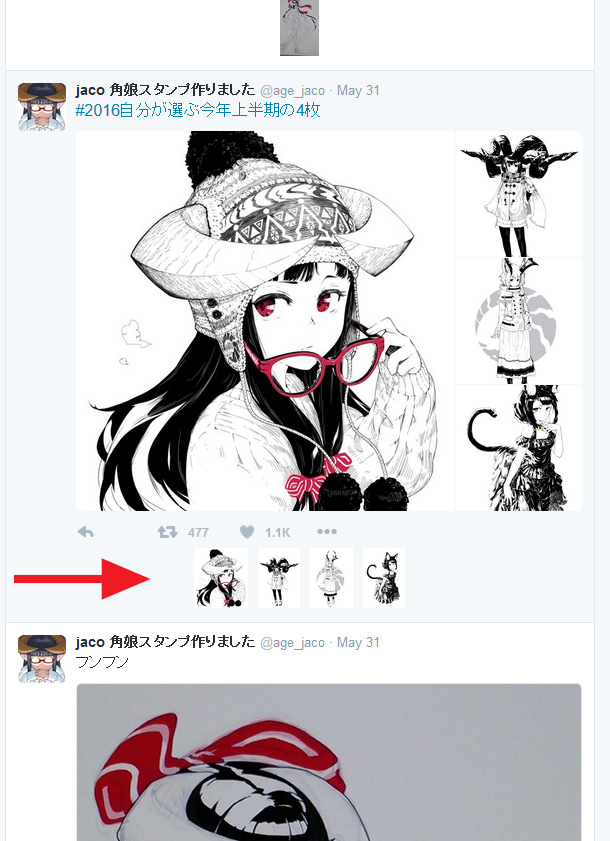 jaco 角娘スタンプ作りました @age_jaco · May 31
#2016自分が選ぶ今年上半期の4枚
477 1.1K
jaco 角娘スタンプ作りました @age_jaco · May 31
フンフン